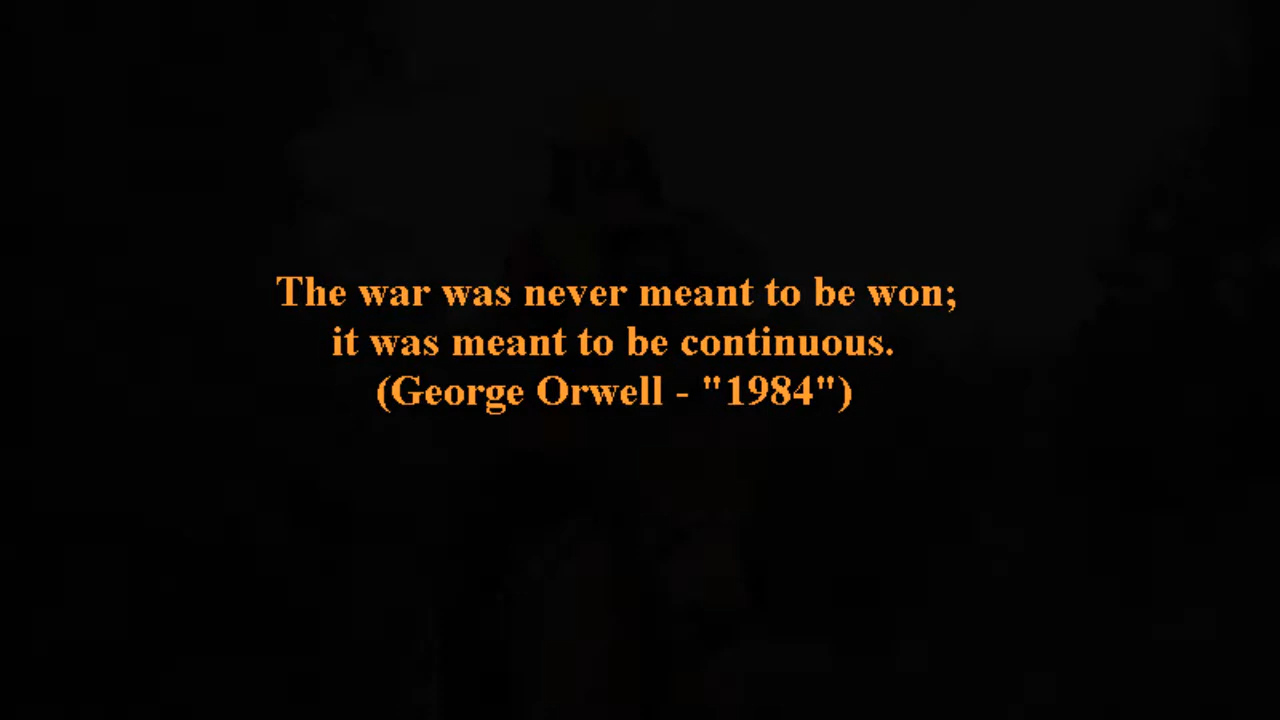 The war was never meant to be won;
it was meant to be continuous.
(George Orwell - "1984")